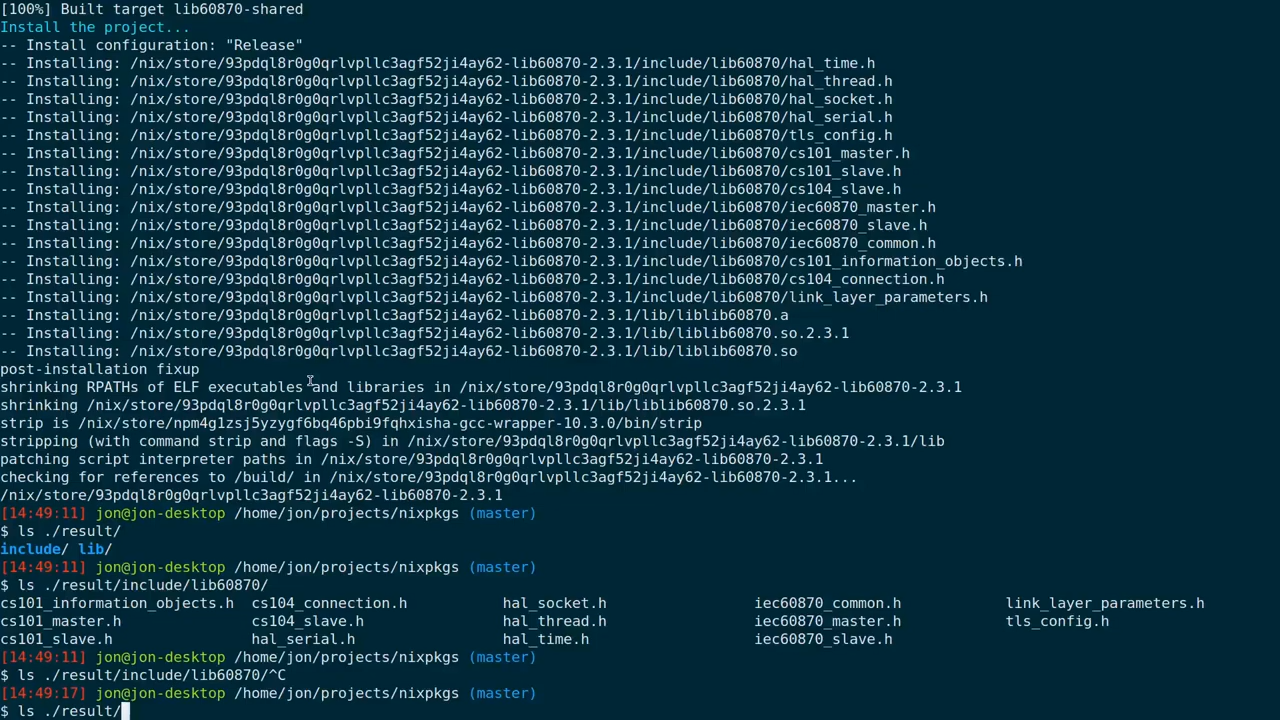 [100%] Built target lib60870-shared
Install the project...
-- Install configuration: "Release"
-- Installing: /nix/store/93pdql8r0g0qrlvpllc3agf52ji4ay62-lib60870-2.3.1/include/lib60870/hal_time.h
-- Installing: /nix/store/93pdql8r0g0qrlvpllc3agf52ji4ay62-lib60870-2.3.1/include/lib60870/hal_thread.h
-- Installing: /nix/store/93pdql8r0g0qrlvpllc3agf52ji4ay62-lib60870-2.3.1/include/lib60870/hal_socket.h
-- Installing: /nix/store/93pdql8r0g0qrlvpllc3agf52ji4ay62-lib60870-2.3.1/include/lib60870/hal_serial.h
-- Installing: /nix/store/93pdql8r0g0qrlvpllc3agf52ji4ay62-lib60870-2.3.1/include/lib60870/tls_config.h
-- Installing: /nix/store/93pdql8r0g0qrlvpllc3agf52ji4ay62-lib60870-2.3.1/include/lib60870/cs101_master.h
-- Installing: /nix/store/93pdql8r0g0qrlvpllc3agf52ji4ay62-lib60870-2.3.1/include/lib60870/cs101_slave.h
-- Installing: /nix/store/93pdql8r0g0qrlvpllc3agf52ji4ay62-lib60870-2.3.1/include/lib60870/cs104_slave.h
-- Installing: /nix/store/93pdql8r0g0qrlvpllc3agf52ji4ay62-lib60870-2.3.1/include/lib60870/iec60870_master.h
-- Installing: /nix/store/93pdql8r0g0qrlvpllc3agf52ji4ay62-lib60870-2.3.1/include/lib60870/iec60870_slave.h
-- Installing: /nix/store/93pdql8r0g0qrlvpllc3agf52ji4ay62-lib60870-2.3.1/include/lib60870/iec60870_common.h
-- Installing: /nix/store/93pdql8r0g0qrlvpllc3agf52ji4ay62-lib60870-2.3.1/include/lib60870/cs101_information_objects.h
-- Installing: /nix/store/93pdql8r0g0qrlvpllc3agf52ji4ay62-lib60870-2.3.1/include/lib60870/cs104_connection.h
-- Installing: /nix/store/93pdql8r0g0qrlvpllc3agf52ji4ay62-lib60870-2.3.1/include/lib60870/link_layer_parameters.h
-- Installing: /nix/store/93pdql8r0g0qrlvpllc3agf52ji4ay62-lib60870-2.3.1/lib/liblib60870.a
-- Installing: /nix/store/93pdql8r0g0qrlvpllc3agf52ji4ay62-lib60870-2.3.1/lib/liblib60870.so.2.3.1
-- Installing: /nix/store/93pdql8r0g0qrlvpllc3agf52ji4ay62-lib60870-2.3.1/lib/liblib60870.so
post-installation fixup
shrinking RPATHs of ELF executables and libraries in /nix/store/93pdql8r0g0qrlvpllc3agf52ji4ay62-lib60870-2.3.1
shrinking /nix/store/93pdql8r0g0qrlvpllc3agf52ji4ay62-lib60870-2.3.1/lib/liblib60870.so.2.3.1
strip is /nix/store/npm4g1zsj5yzygf6bq46pbi9fqhxisha-gcc-wrapper-10.3.0/bin/strip
stripping (with command strip and flags -S) in /nix/store/93pdql8r0g0qrlvpllc3agf52ji4ay62-lib60870-2.3.1/lib
patching script interpreter paths in /nix/store/93pdql8r0g0qrlvpllc3agf52ji4ay62-lib60870-2.3.1
checking for references to /build/ in /nix/store/93pdql8r0g0qrlvpllc3agf52ji4ay62-lib60870-2.3.1...
/nix/store/93pdql8r0g0qrlvpllc3agf52ji4ay62-lib60870-2.3.1
[14:49:11] jon@jon-desktop /home/jon/projects/nixpkgs (master)
$ ls ./result/
include/ lib/
[14:49:11] jon@jon-desktop /home/jon/projects/nixpkgs (master)
$ ls ./result/include/lib60870/
cs101_information_objects.h  cs104_connection.h  hal_socket.h  iec60870_common.h  link_layer_parameters.h
cs101_master.h  cs104_slave.h  hal_thread.h  iec60870_master.h  tls_config.h
cs101_slave.h  hal_serial.h  hal_time.h  iec60870_slave.h
[14:49:11] jon@jon-desktop /home/jon/projects/nixpkgs (master)
$ ls ./result/include/lib60870/^C
[14:49:17] jon@jon-desktop /home/jon/projects/nixpkgs (master)
$ ls ./result/